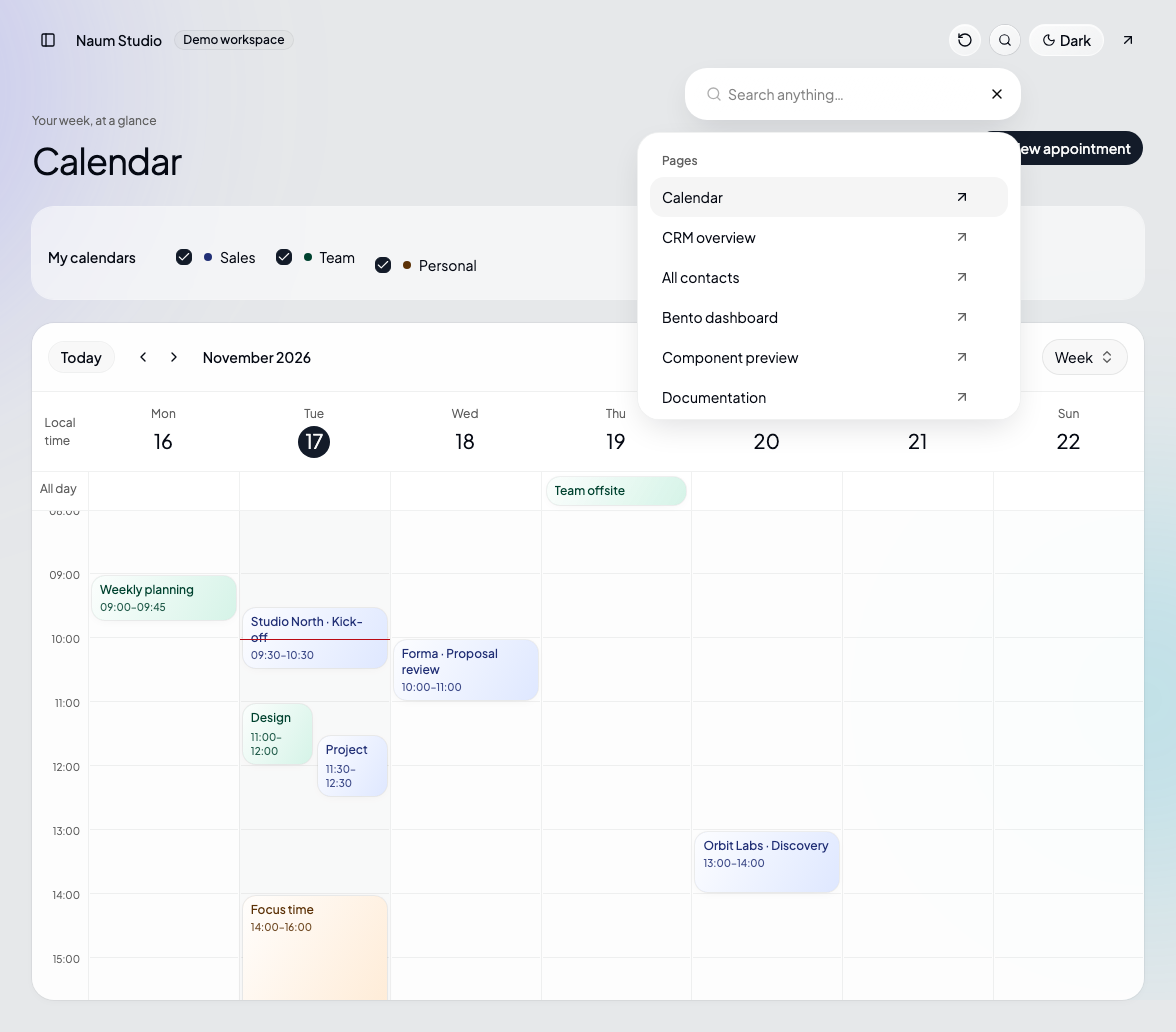 Naum Studio
Demo workspace
Dark
Search anything...
Your week, at a glance
Calendar
ew appointment
Pages
Calendar
CRM overview
All contacts
Bento dashboard
Component preview
Documentation
My calendars
Sales
Team
Personal
Today
November 2026
Week
Local
time
Mon
16
Tue
17
Wed
18
Thu
19
20
21
Sun
22
All day
Team offsite
08:00
09:00
10:00
11:00
12:00
13:00
14:00
15:00
Weekly planning
09:00–09:45
Studio North · Kick-
off
09:30–10:30
Forma · Proposal
review
10:00–11:00
Design
11:00–
12:00
Project
11:30–
12:30
Orbit Labs · Discovery
13:00–14:00
Focus time
14:00–16:00